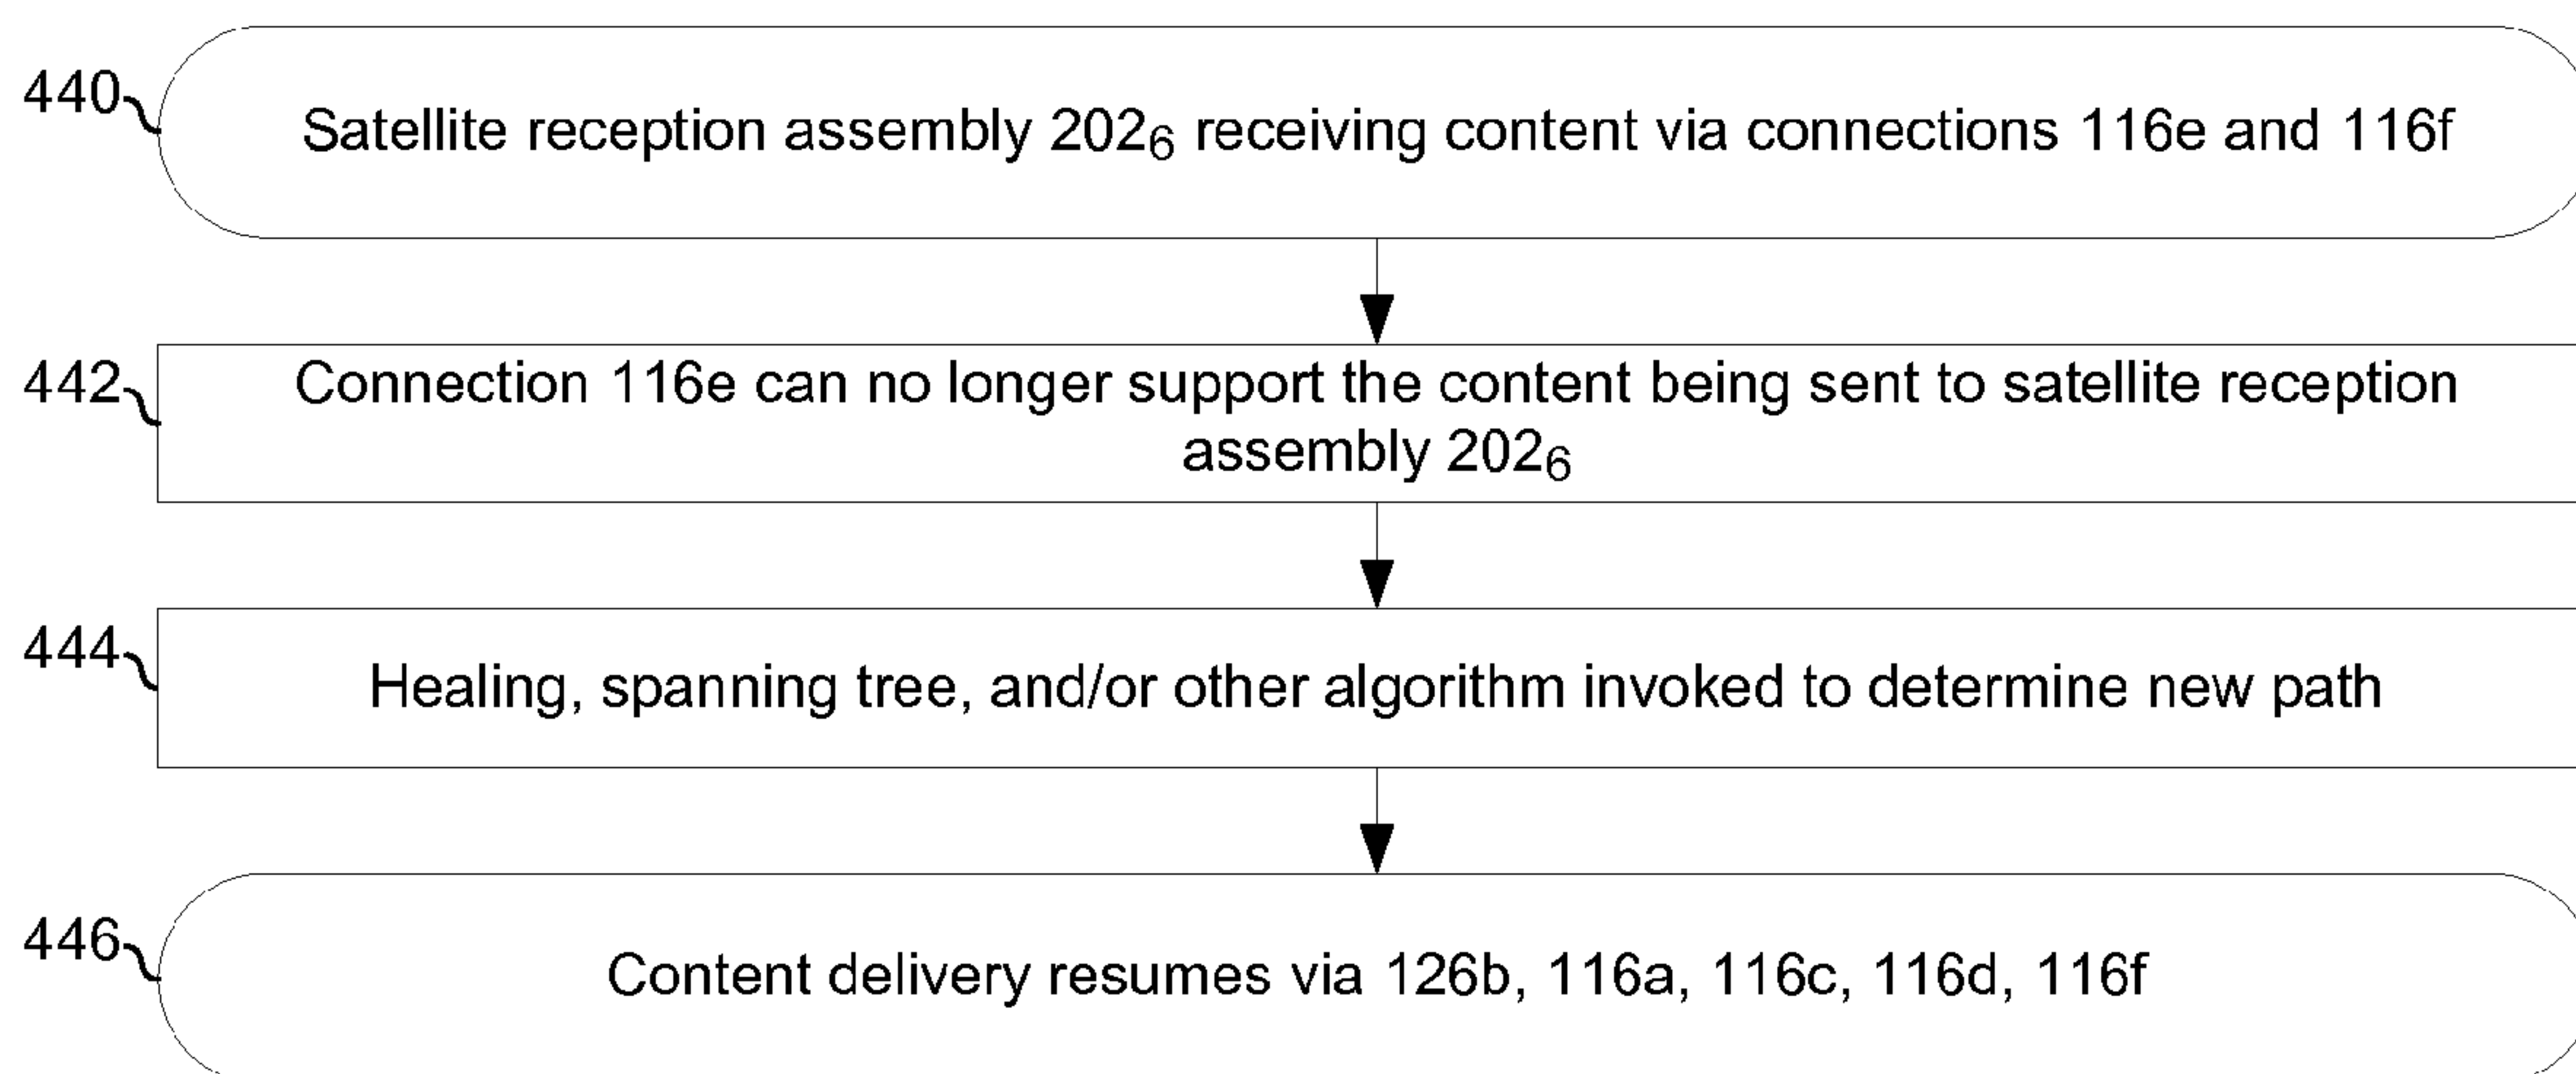 440
Satellite reception assembly 202₆ receiving content via connections 116e and 116f
442
Connection 116e can no longer support the content being sent to satellite reception
assembly 202₆
444
Healing, spanning tree, and/or other algorithm invoked to determine new path
446
Content delivery resumes via 126b, 116a, 116c, 116d, 116f